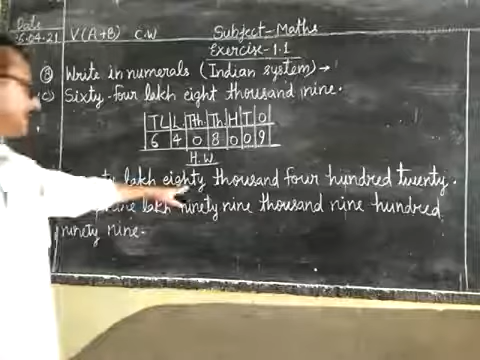 Date
V(A+B) C.W Subject-Maths
Exercise-1.1
B Write in numerals (Indian system)→
(c) Sixty-four lakh eight thousand nine.
TL L TTh Th H T O
6 4 0 8 0 0 9
H.W
lakh eighty thousand four hundred twenty.
lakh ninety nine thousand nine hundred
ninety nine.